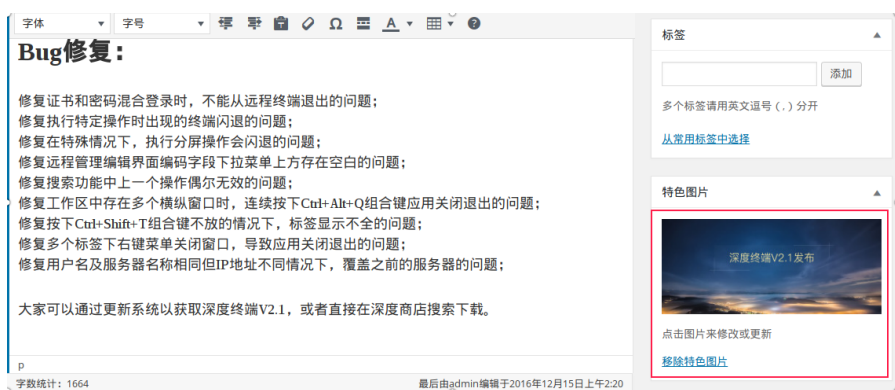 字体 字号
Bug修复：
修复证书和密码混合登录时，不能从远程终端退出的问题；
修复执行特定操作时出现的终端闪退的问题；
修复在特殊情况下，执行分屏操作会闪退的问题；
修复远程管理编辑界面编码字段下拉菜单上方存在空白的问题；
修复搜索功能中上一个操作偶尔无效的问题；
修复工作区中存在多个横纵窗口时，连续按下Ctrl+Alt+Q组合键应用关闭退出的问题；
修复按下Ctrl+Shift+T组合键不放的情况下，标签显示不全的问题；
修复多个标签下右键菜单关闭窗口，导致应用关闭退出的问题；
修复用户名及服务器名称相同但IP地址不同情况下，覆盖之前的服务器的问题；
大家可以通过更新系统以获取深度终端V2.1，或者直接在深度商店搜索下载。
p
字数统计：1664
最后由admin编辑于2016年12月15日上午2:20
标签
添加
多个标签请用英文逗号（,）分开
从常用标签中选择
特色图片
深度终端V2.1发布
点击图片来修改或更新
移除特色图片